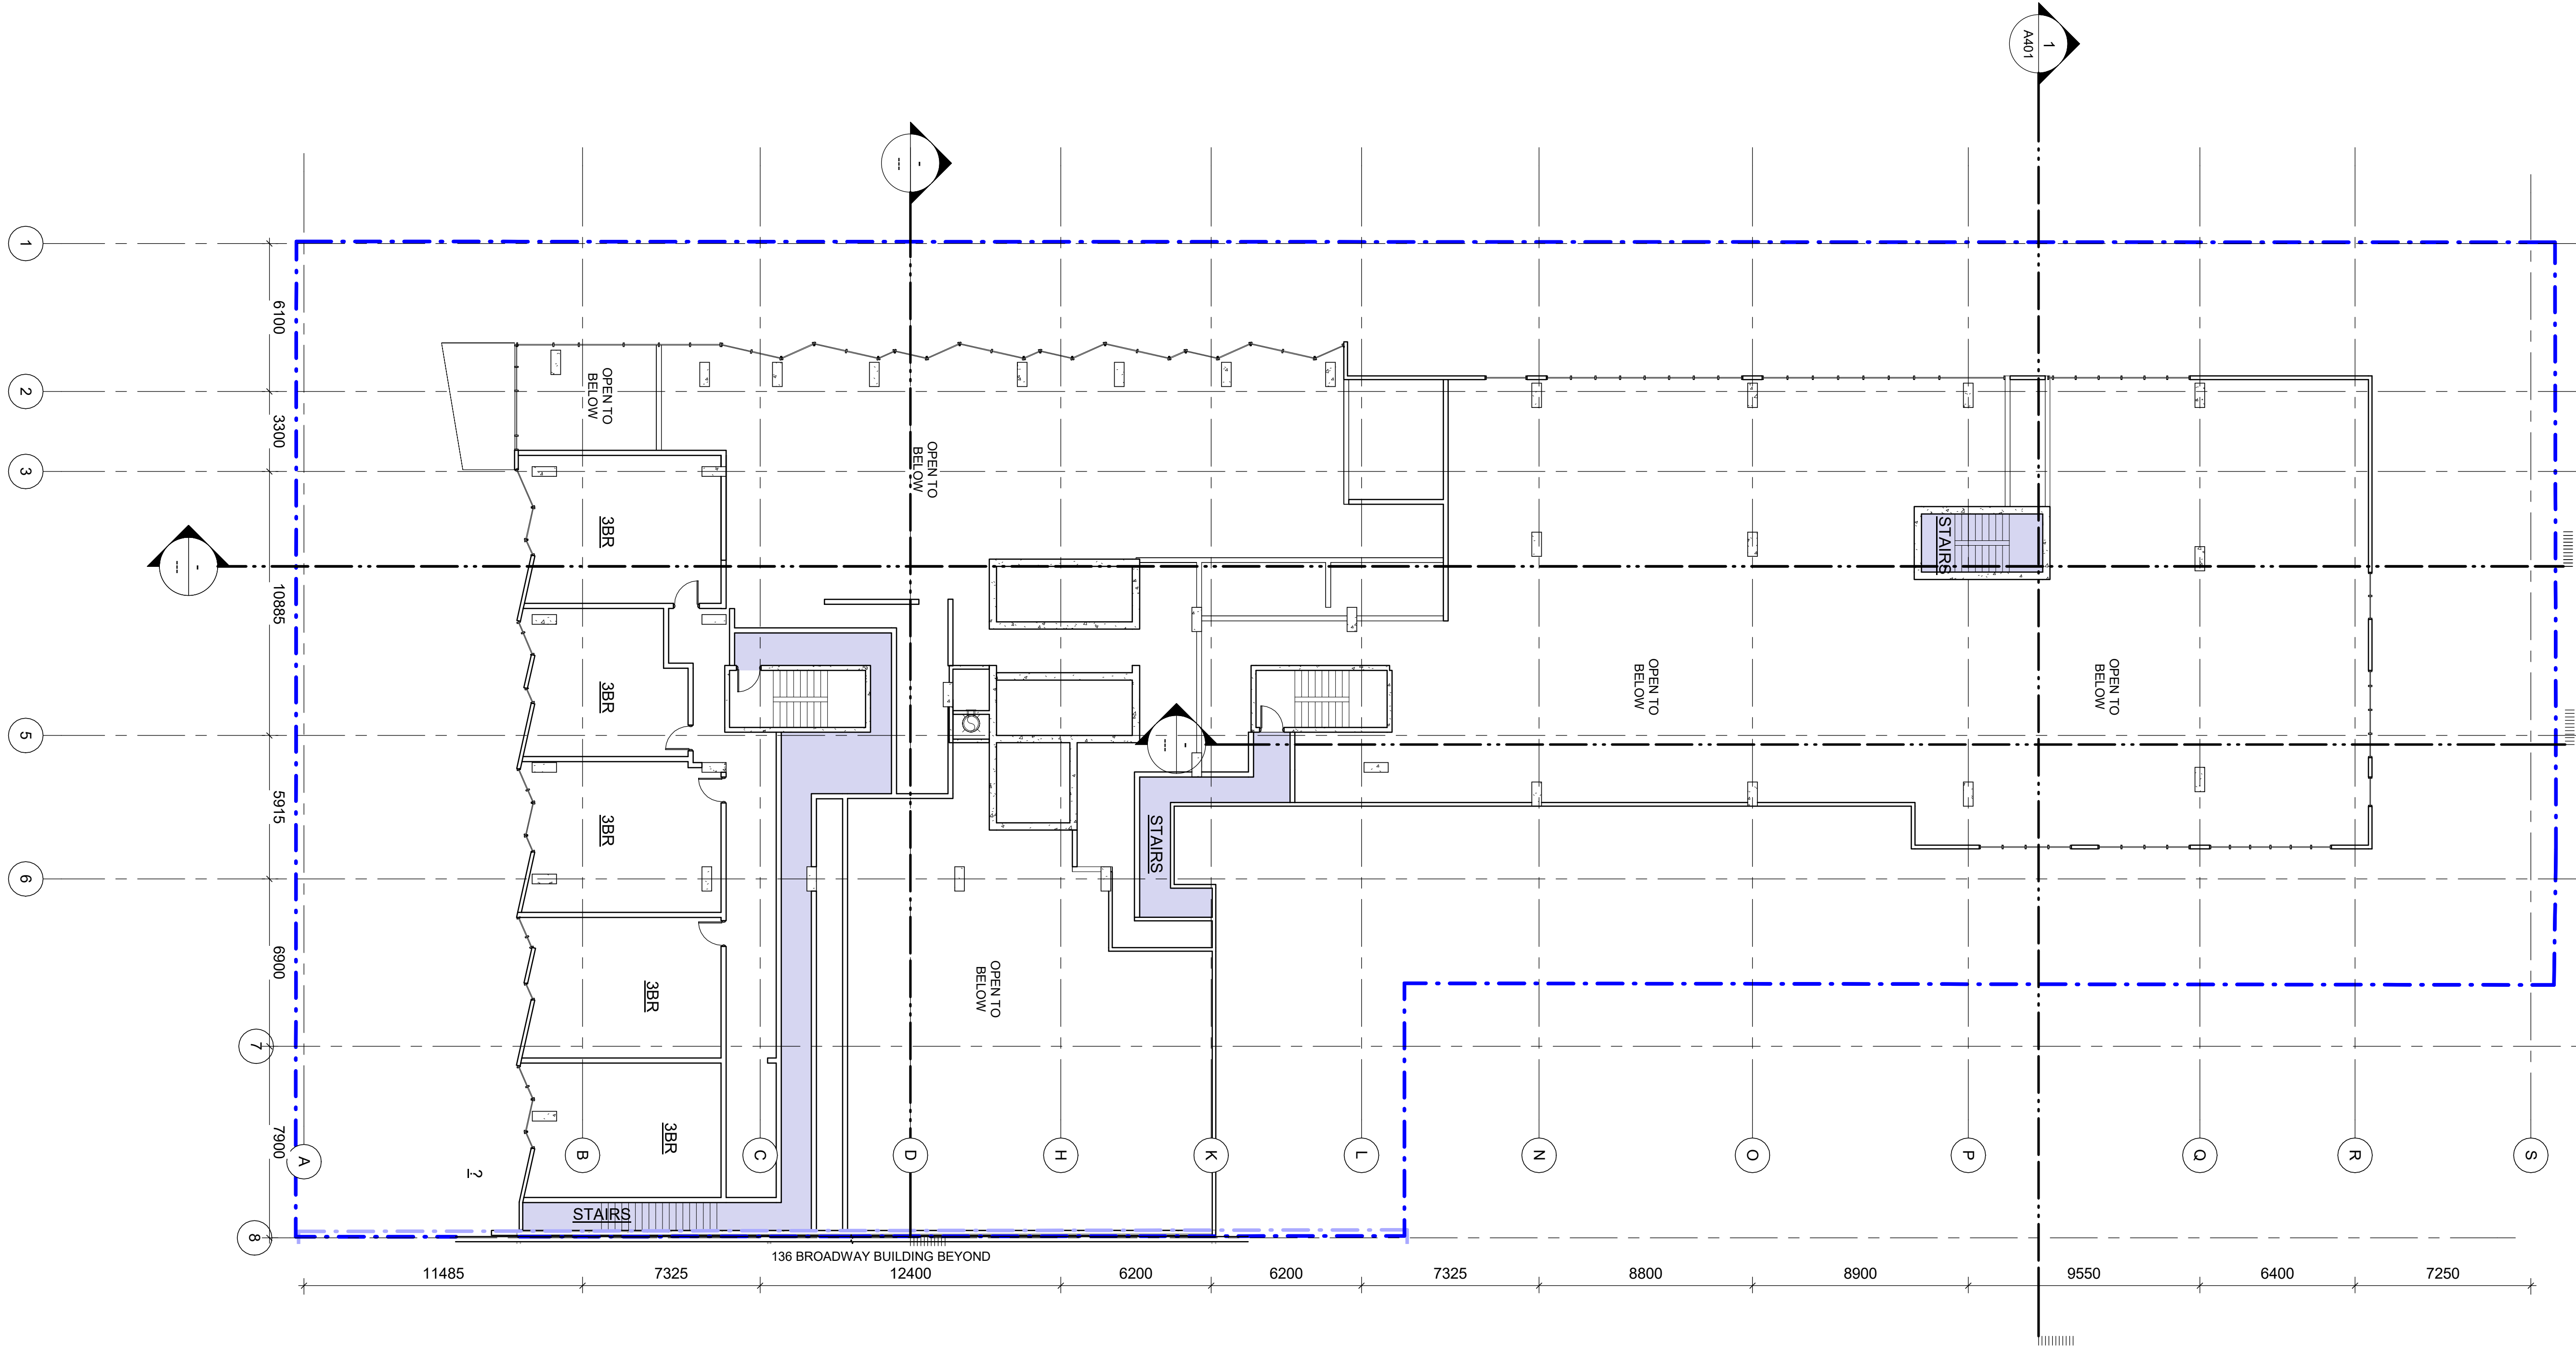 1
A401
-
---
1
6100
2
OPEN TO
BELOW
3300
OPEN TO
BELOW
3
3BR
STAIRS
-
---
10885
3BR
OPEN TO
BELOW
OPEN TO
BELOW
5
-
---
5915
3BR
STAIRS
6
6900
3BR
OPEN TO
BELOW
7
7900
3BR
?
A
B
C
D
H
K
L
N
O
P
Q
R
S
STAIRS
8
136 BROADWAY BUILDING BEYOND
11485
7325
12400
6200
6200
7325
8800
8900
9550
6400
7250